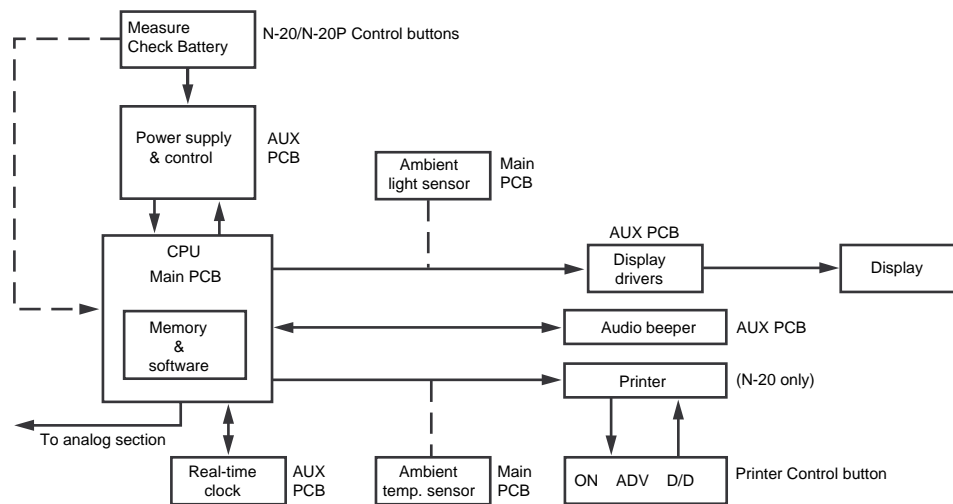 Measure
Check Battery
N-20/N-20P Control buttons
Power supply
& control
AUX
PCB
Ambient
light sensor
Main
PCB
CPU
Main PCB
Memory
&
software
AUX PCB
Display
drivers
Display
Audio beeper
AUX PCB
Printer
(N-20 only)
To analog section
Real-time
clock
AUX
PCB
Ambient
temp. sensor
Main
PCB
ON ADV D/D
Printer Control button